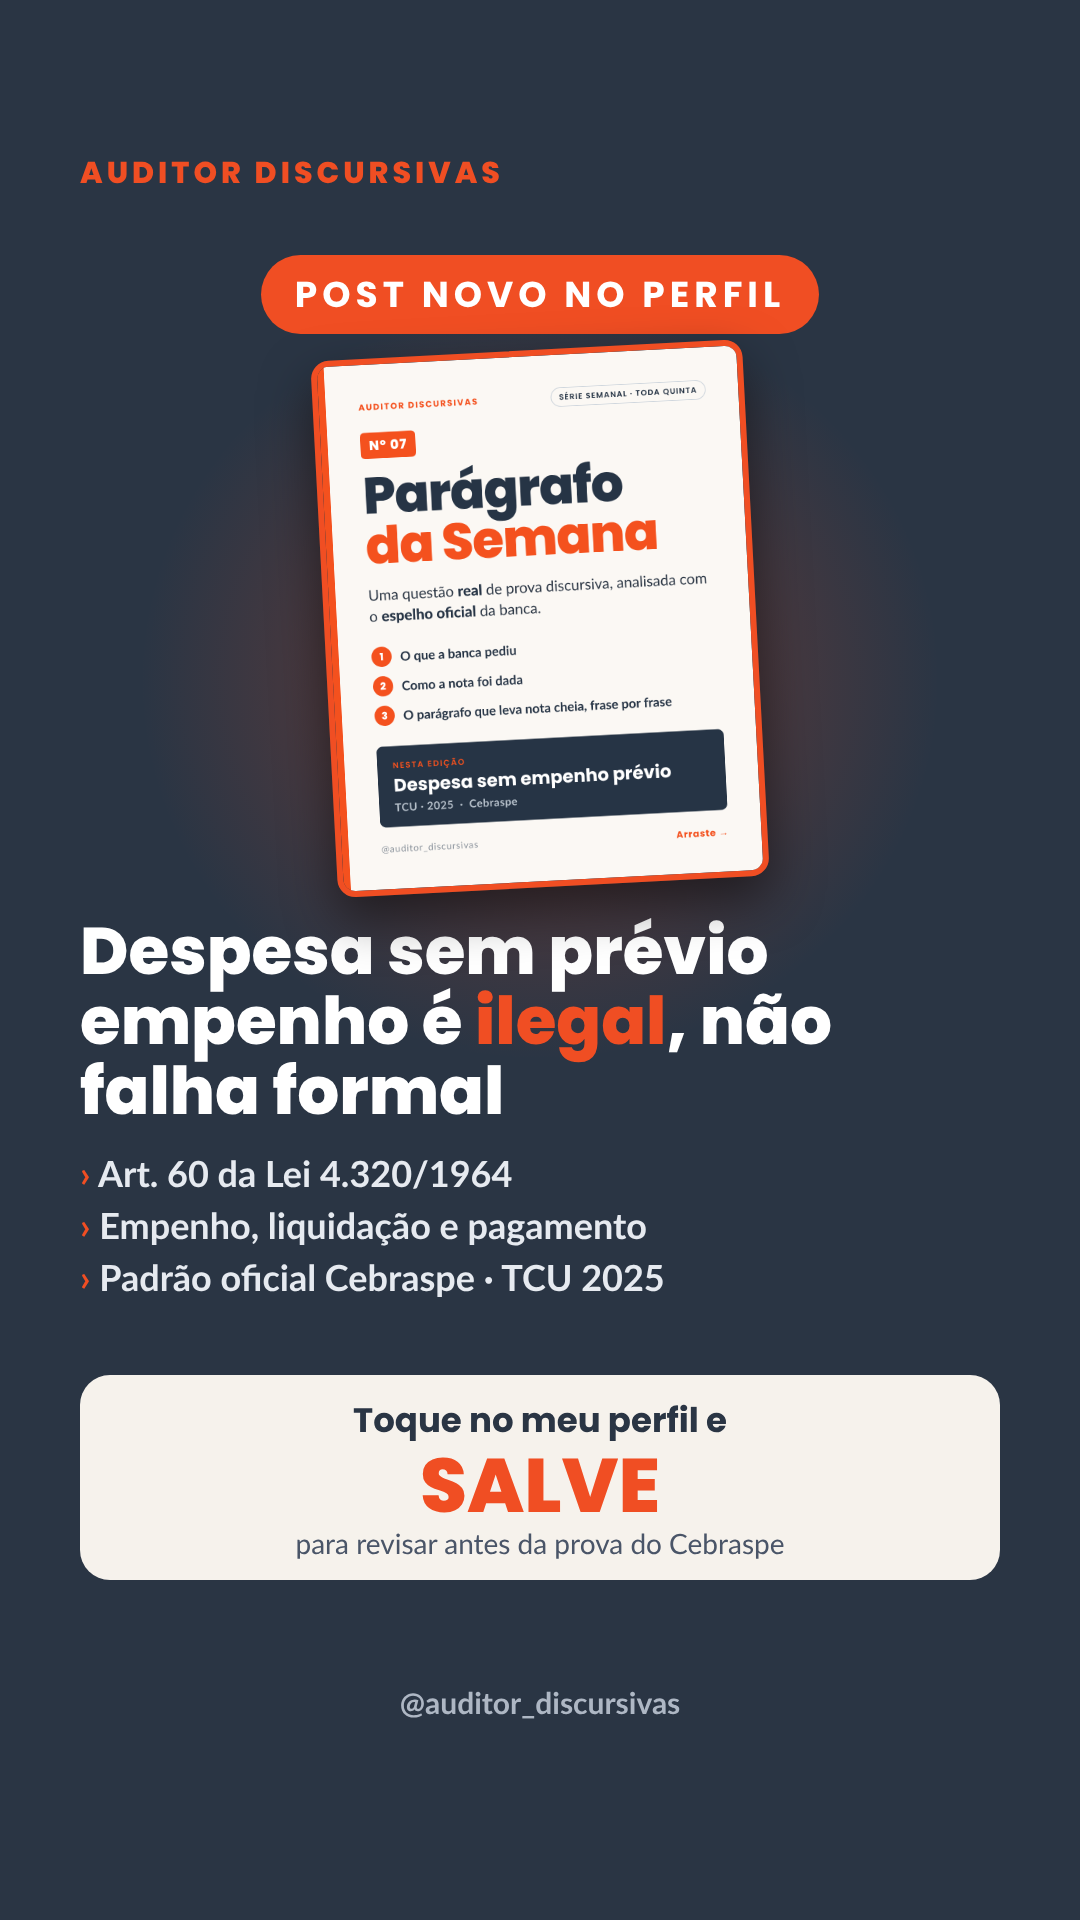 AUDITOR DISCURSIVAS
POST NOVO NO PERFIL
AUDITOR DISCURSIVAS
SÉRIE SEMANAL · TODA QUINTA
Nº 07
Parágrafo
da Semana
Uma questão real de prova discursiva, analisada com
o espelho oficial da banca.
1 O que a banca pediu
2 Como a nota foi dada
3 O parágrafo que leva nota cheia, frase por frase
NESTA EDIÇÃO
Despesa sem empenho prévio
TCU · 2025 · Cebraspe
@auditor_discursivas
Arraste →
Despesa sem prévio
empenho é ilegal, não
falha formal
› Art. 60 da Lei 4.320/1964
› Empenho, liquidação e pagamento
› Padrão oficial Cebraspe · TCU 2025
Toque no meu perfil e
SALVE
para revisar antes da prova do Cebraspe
@auditor_discursivas